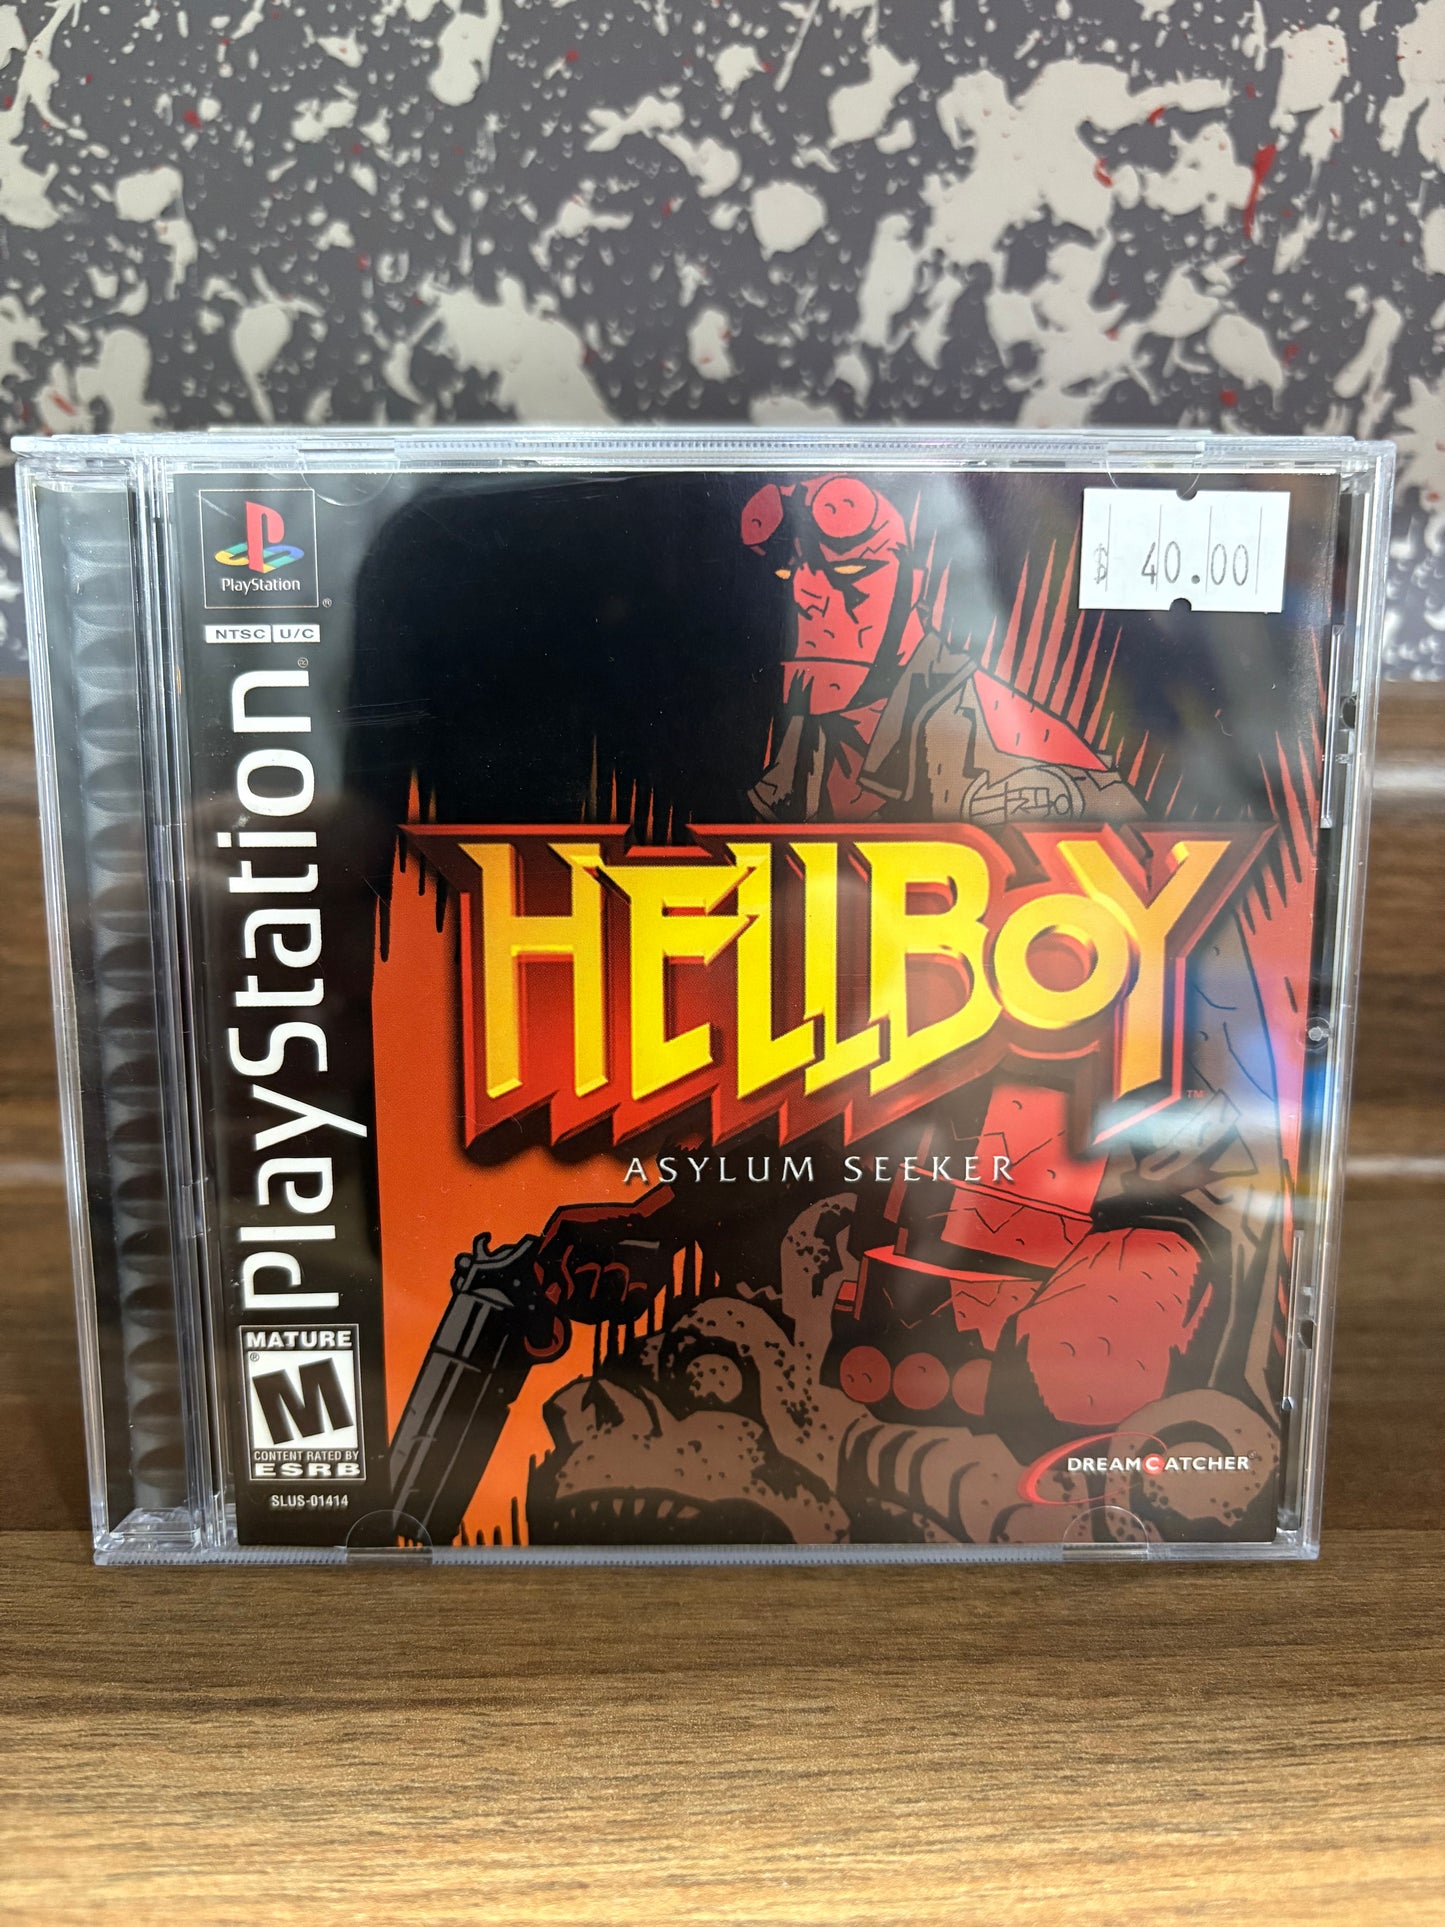 PlayStation
NTSC U/C
PlayStation
$ 40.00
HELLBOY
ASYLUM SEEKER
MATURE
M
CONTENT RATED BY
ESRB
SLUS-01414
DREAMCATCHER